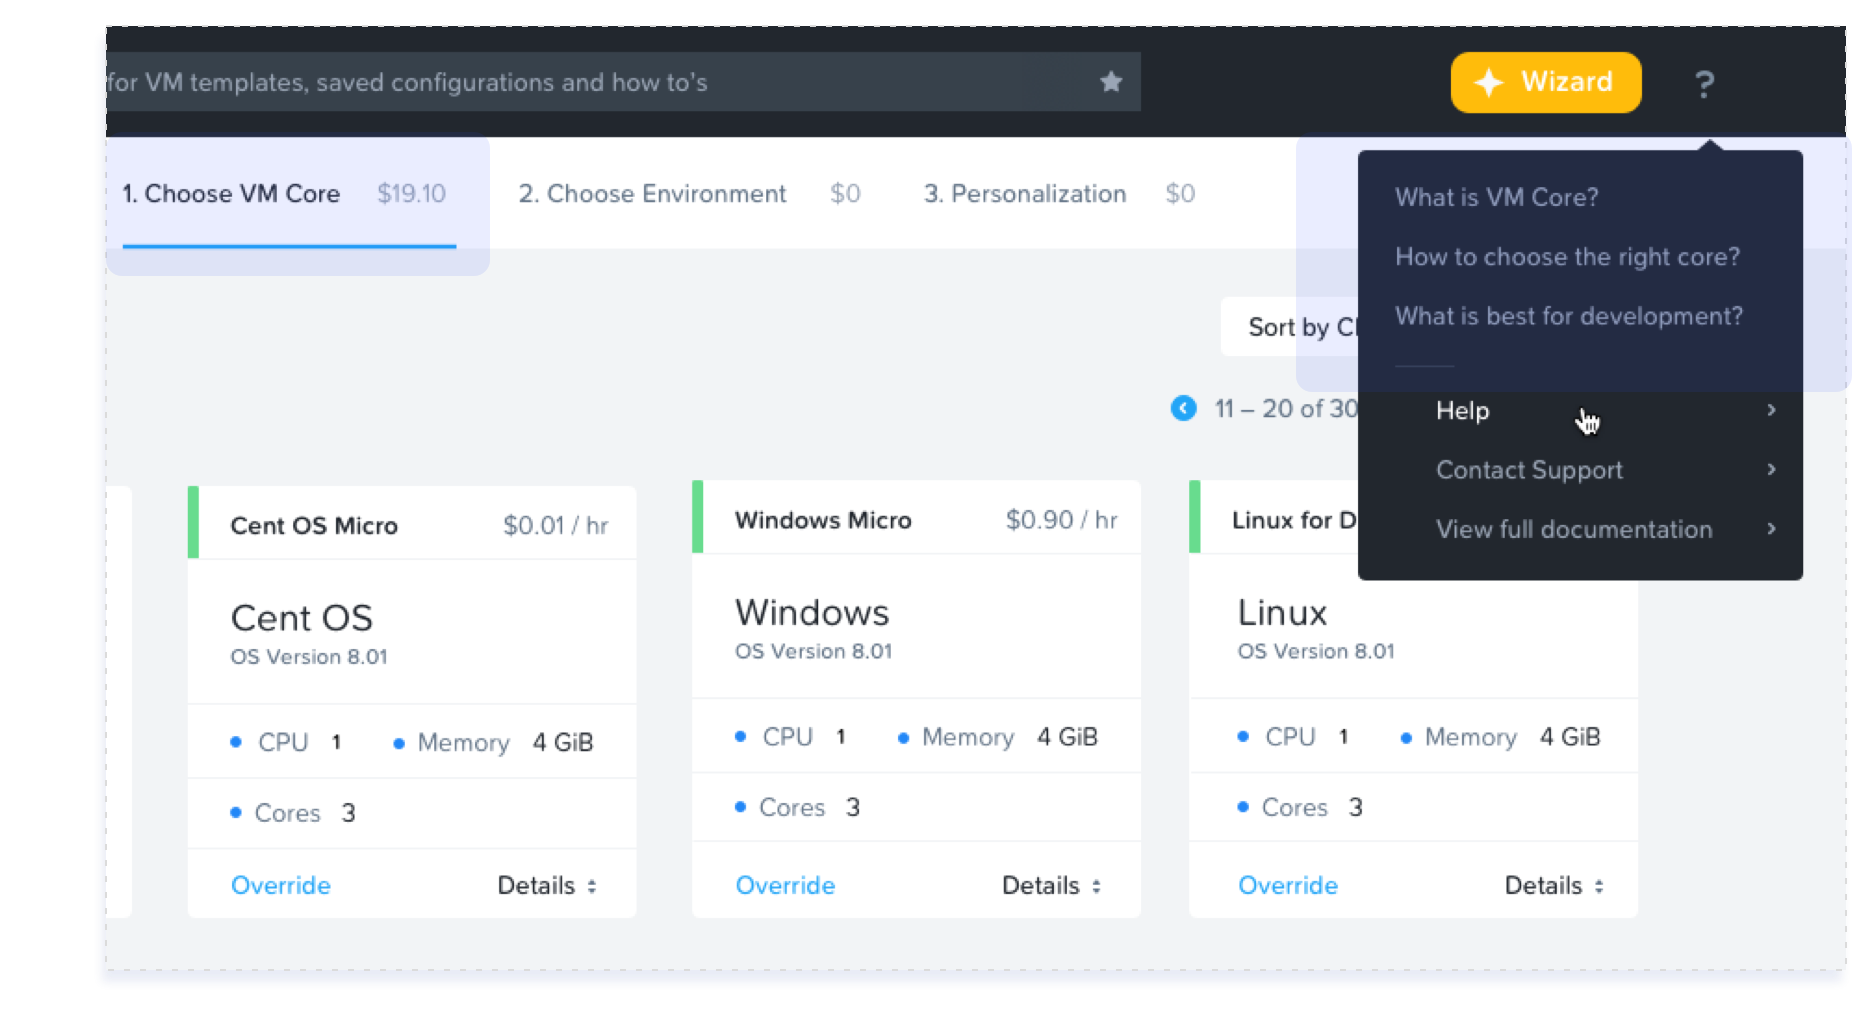 for VM templates, saved configurations and how to's
Wizard
?
1. Choose VM Core $19.10
2. Choose Environment $0
3. Personalization $0
What is VM Core?
How to choose the right core?
What is best for development?
Help
Contact Support
View full documentation
Sort by
11 – 20 of 30
Cent OS Micro $0.01 / hr
Cent OS
OS Version 8.01
CPU 1 Memory 4 GiB
Cores 3
Override Details
Windows Micro $0.90 / hr
Windows
OS Version 8.01
CPU 1 Memory 4 GiB
Cores 3
Override Details
Linux for D
Linux
OS Version 8.01
CPU 1 Memory 4 GiB
Cores 3
Override Details